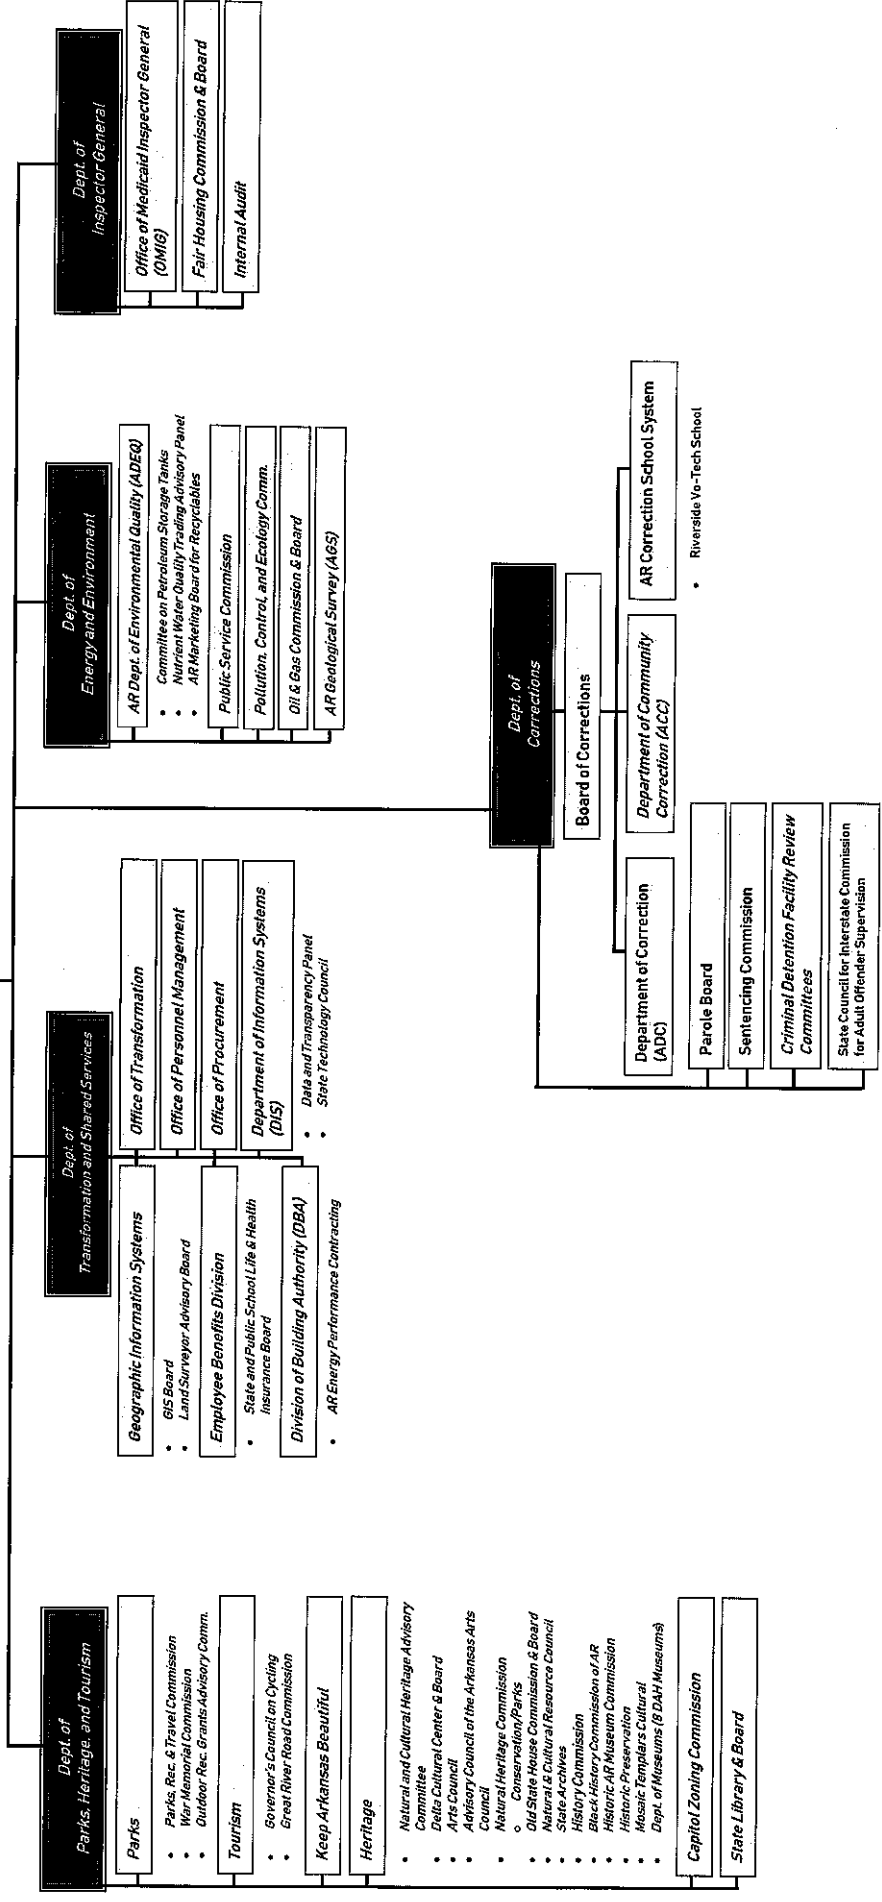 Dept. of
Parks, Heritage, and Tourism
Parks
• Parks, Rec. & Travel Commission
• War Memorial Commission
• Outdoor Rec. Grants Advisory Comm.
Tourism
• Governor's Council on Cycling
• Great River Road Commission
Keep Arkansas Beautiful
Heritage
• Natural and Cultural Heritage Advisory
Committee
• Delta Cultural Center & Board
• Arts Council
• Advisory Council of the Arkansas Arts
Council
• Natural Heritage Commission
o Conservation/Parks
• Old State House Commission & Board
• Natural & Cultural Resource Council
• State Archives
• History Commission
• Black History Commission of AR
• Historic AR Museum Commission
• Historic Preservation
• Mosaic Templars Cultural
• Dept. of Museums (8 DAH Museums)
Capitol Zoning Commission
State Library & Board
Dept. of
Transformation and Shared Services
Geographic Information Systems
• GIS Board
• Land Surveyor Advisory Board
Employee Benefits Division
• State and Public School Life & Health
Insurance Board
Division of Building Authority (DBA)
• AR Energy Performance Contracting
Office of Transformation
Office of Personnel Management
Office of Procurement
Department of Information Systems
(DIS)
• Data and Transparency Panel
• State Technology Council
Dept. of
Energy and Environment
AR Dept. of Environmental Quality (ADEQ)
• Committee on Petroleum Storage Tanks
• Nutrient Water Quality Trading Advisory Panel
• AR Marketing Board for Recyclables
Public Service Commission
Pollution, Control, and Ecology Comm.
Oil & Gas Commission & Board
AR Geological Survey (AGS)
Dept. of
Inspector General
Office of Medicaid Inspector General
(OMIG)
Fair Housing Commission & Board
Internal Audit
Dept. of
Corrections
Board of Corrections
Department of Correction
(ADC)
Department of Community
Correction (ACC)
AR Correction School System
• Riverside Vo-Tech School
Parole Board
Sentencing Commission
Criminal Detention Facility Review
Committees
State Council for Interstate Commission
for Adult Offender Supervision